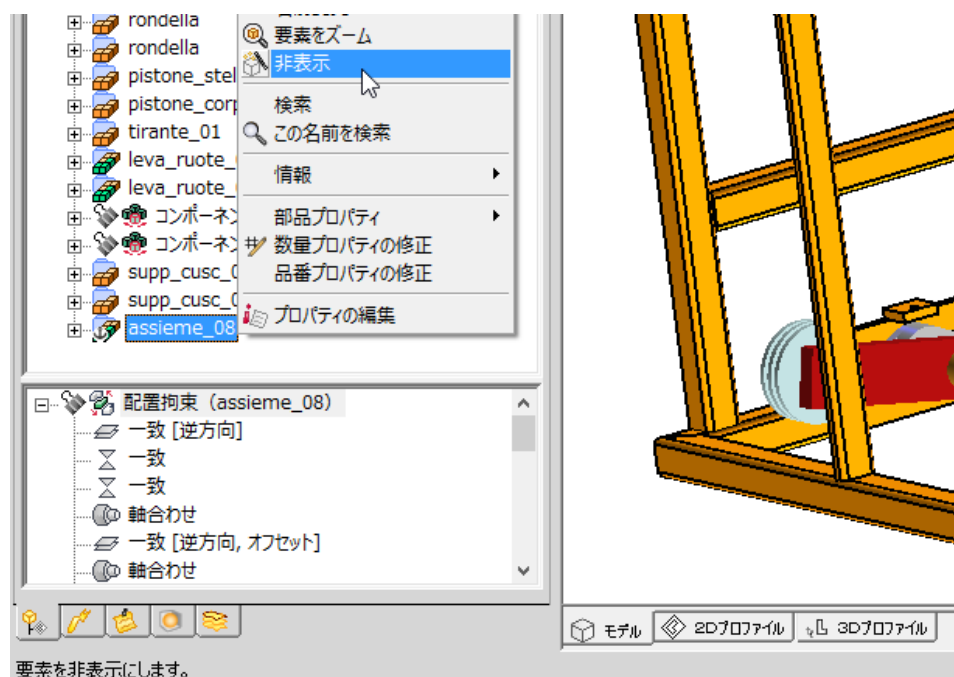 rondella
rondella
pistone_stel
pistone_corp
tirante_01
leva_ruote_
leva_ruote_
コンポーネン
コンポーネン
supp_cusc_0
supp_cusc_0
assieme_08
要素をズーム
非表示
検索
この名前を検索
情報
部品プロパティ
数量プロパティの修正
品番プロパティの修正
プロパティの編集
配置拘束（assieme_08）
一致 [逆方向]
一致
一致
軸合わせ
一致 [逆方向, オフセット]
軸合わせ
モデル
2Dプロファイル
3Dプロファイル
要素を非表示にします。